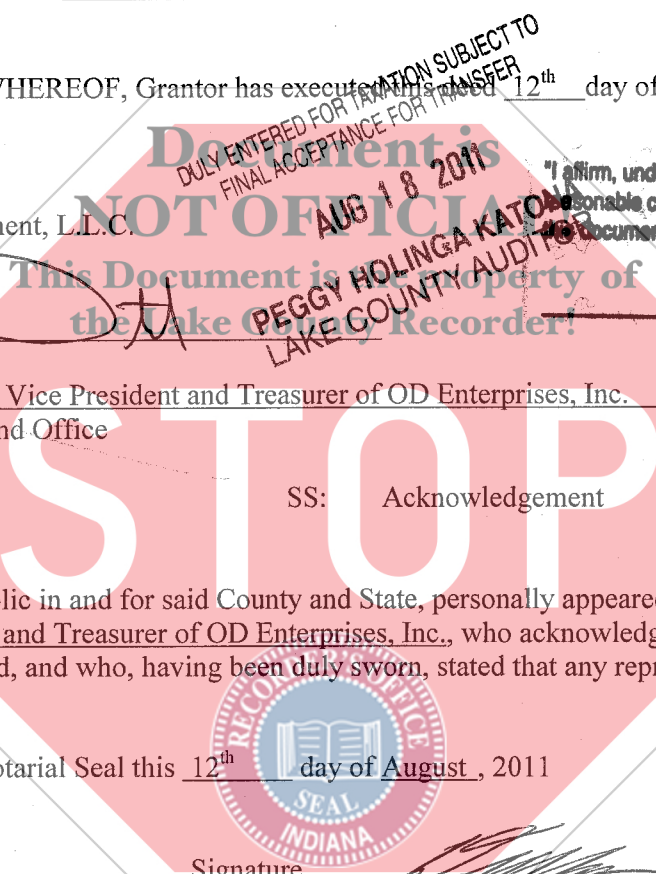 WHEREOF, Grantor has executed this deed 12th day of
DULY ENTERED FOR TAXATION SUBJECT TO
FINAL ACCEPTANCE FOR TRANSFER
AUG 18 2011
PEGGY HOLINGA KATONA
LAKE COUNTY AUDITOR
"I affirm, und
Document is
NOT OFFICIAL!
ment, L.L.C.
This Document is the property of
the Lake County Recorder!
Vice President and Treasurer of OD Enterprises, Inc.
nd Office
STOP
SS: Acknowledgement
lic in and for said County and State, personally appeared
and Treasurer of OD Enterprises, Inc., who acknowledg
d, and who, having been duly sworn, stated that any repr
RECORDER'S OFFICE
SEAL
INDIANA
otarial Seal this 12th day of August, 2011
Signature